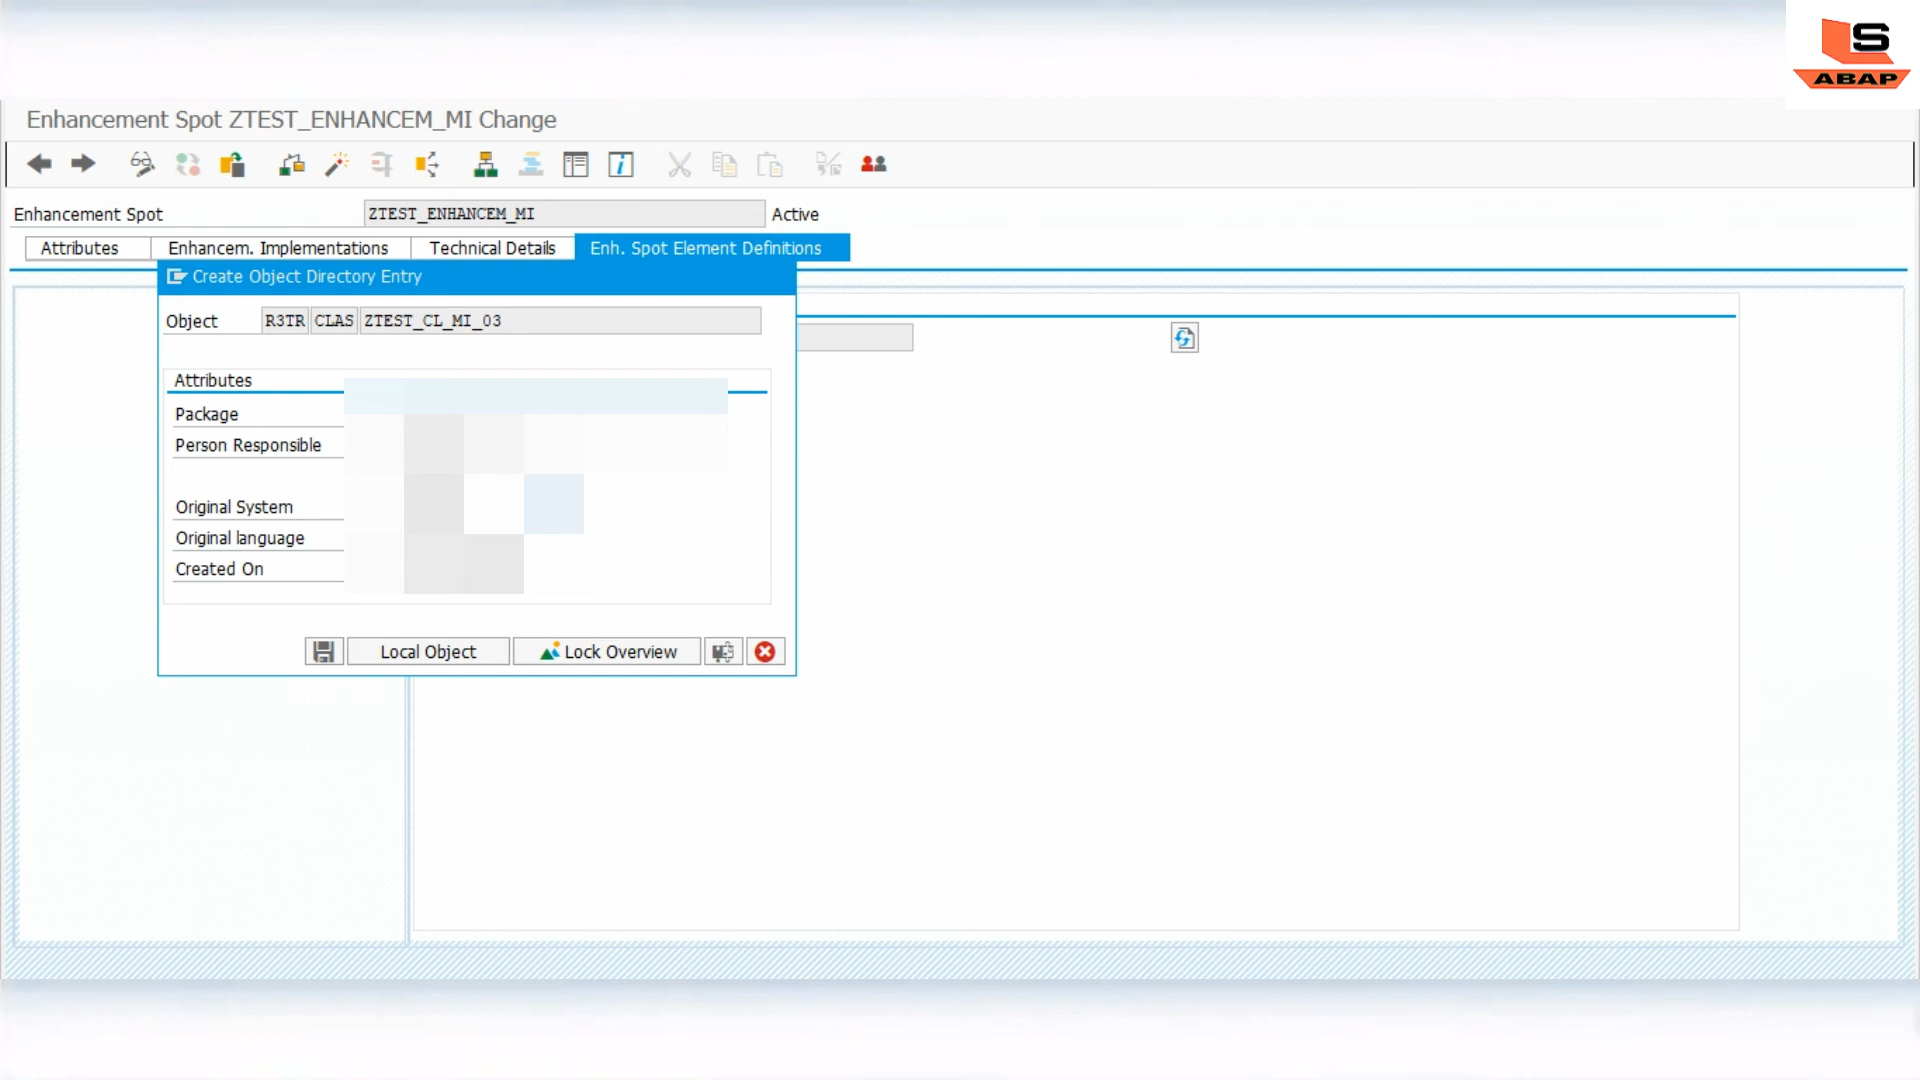 S
ABAP
Enhancement Spot ZTEST_ENHANCEM_MI Change
Enhancement Spot ZTEST_ENHANCEM_MI Active
Attributes Enhancem. Implementations Technical Details Enh. Spot Element Definitions
Create Object Directory Entry
Object R3TR CLAS ZTEST_CL_MI_03
Attributes
Package
Person Responsible
Original System
Original language
Created On
Local Object Lock Overview